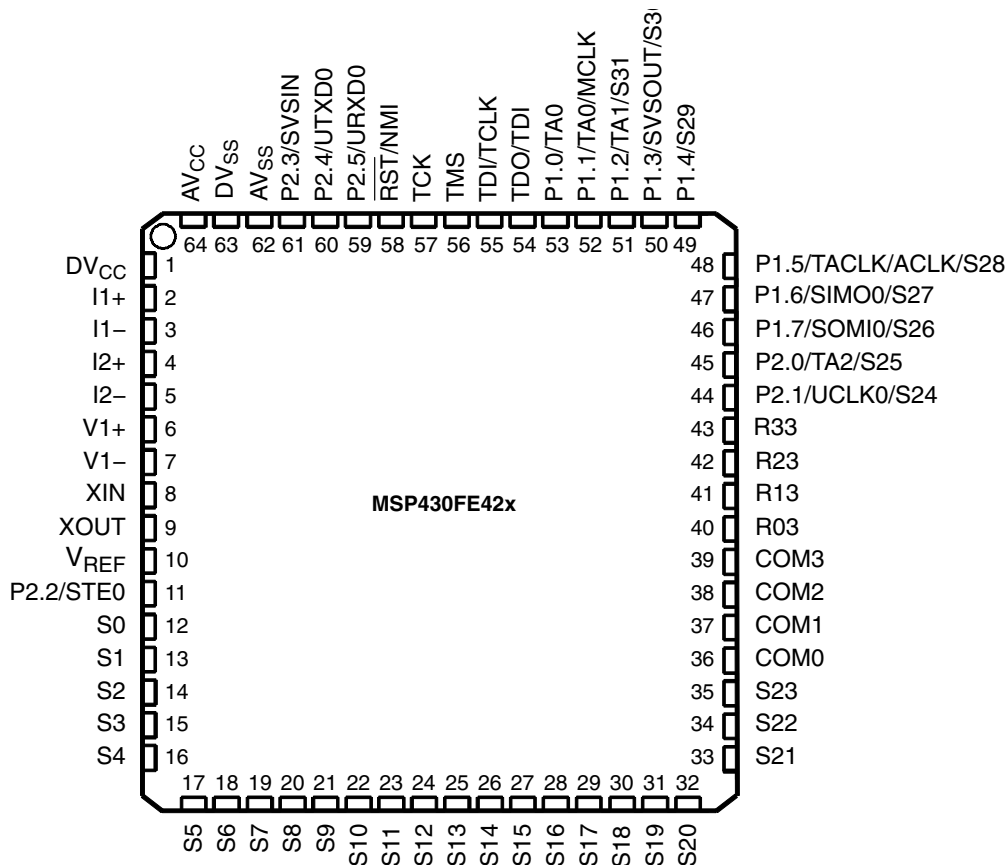 AVCC
DVSS
AVSS
P2.3/SVSIN
P2.4/UTXD0
P2.5/URXD0
RST/NMI
TCK
TMS
TDI/TCLK
TDO/TDI
P1.0/TA0
P1.1/TA0/MCLK
P1.2/TA1/S31
P1.3/SVSOUT/S3
P1.4/S29
64 63 62 61 60 59 58 57 56 55 54 53 52 51 50 49
DVCC 1 48 P1.5/TACLK/ACLK/S28
I1+ 2 47 P1.6/SIMO0/S27
I1− 3 46 P1.7/SOMI0/S26
I2+ 4 45 P2.0/TA2/S25
I2− 5 44 P2.1/UCLK0/S24
V1+ 6 43 R33
V1− 7 42 R23
XIN 8 MSP430FE42x 41 R13
XOUT 9 40 R03
VREF 10 39 COM3
P2.2/STE0 11 38 COM2
S0 12 37 COM1
S1 13 36 COM0
S2 14 35 S23
S3 15 34 S22
S4 16 33 S21
17 18 19 20 21 22 23 24 25 26 27 28 29 30 31 32
S5
S6
S7
S8
S9
S10
S11
S12
S13
S14
S15
S16
S17
S18
S19
S20